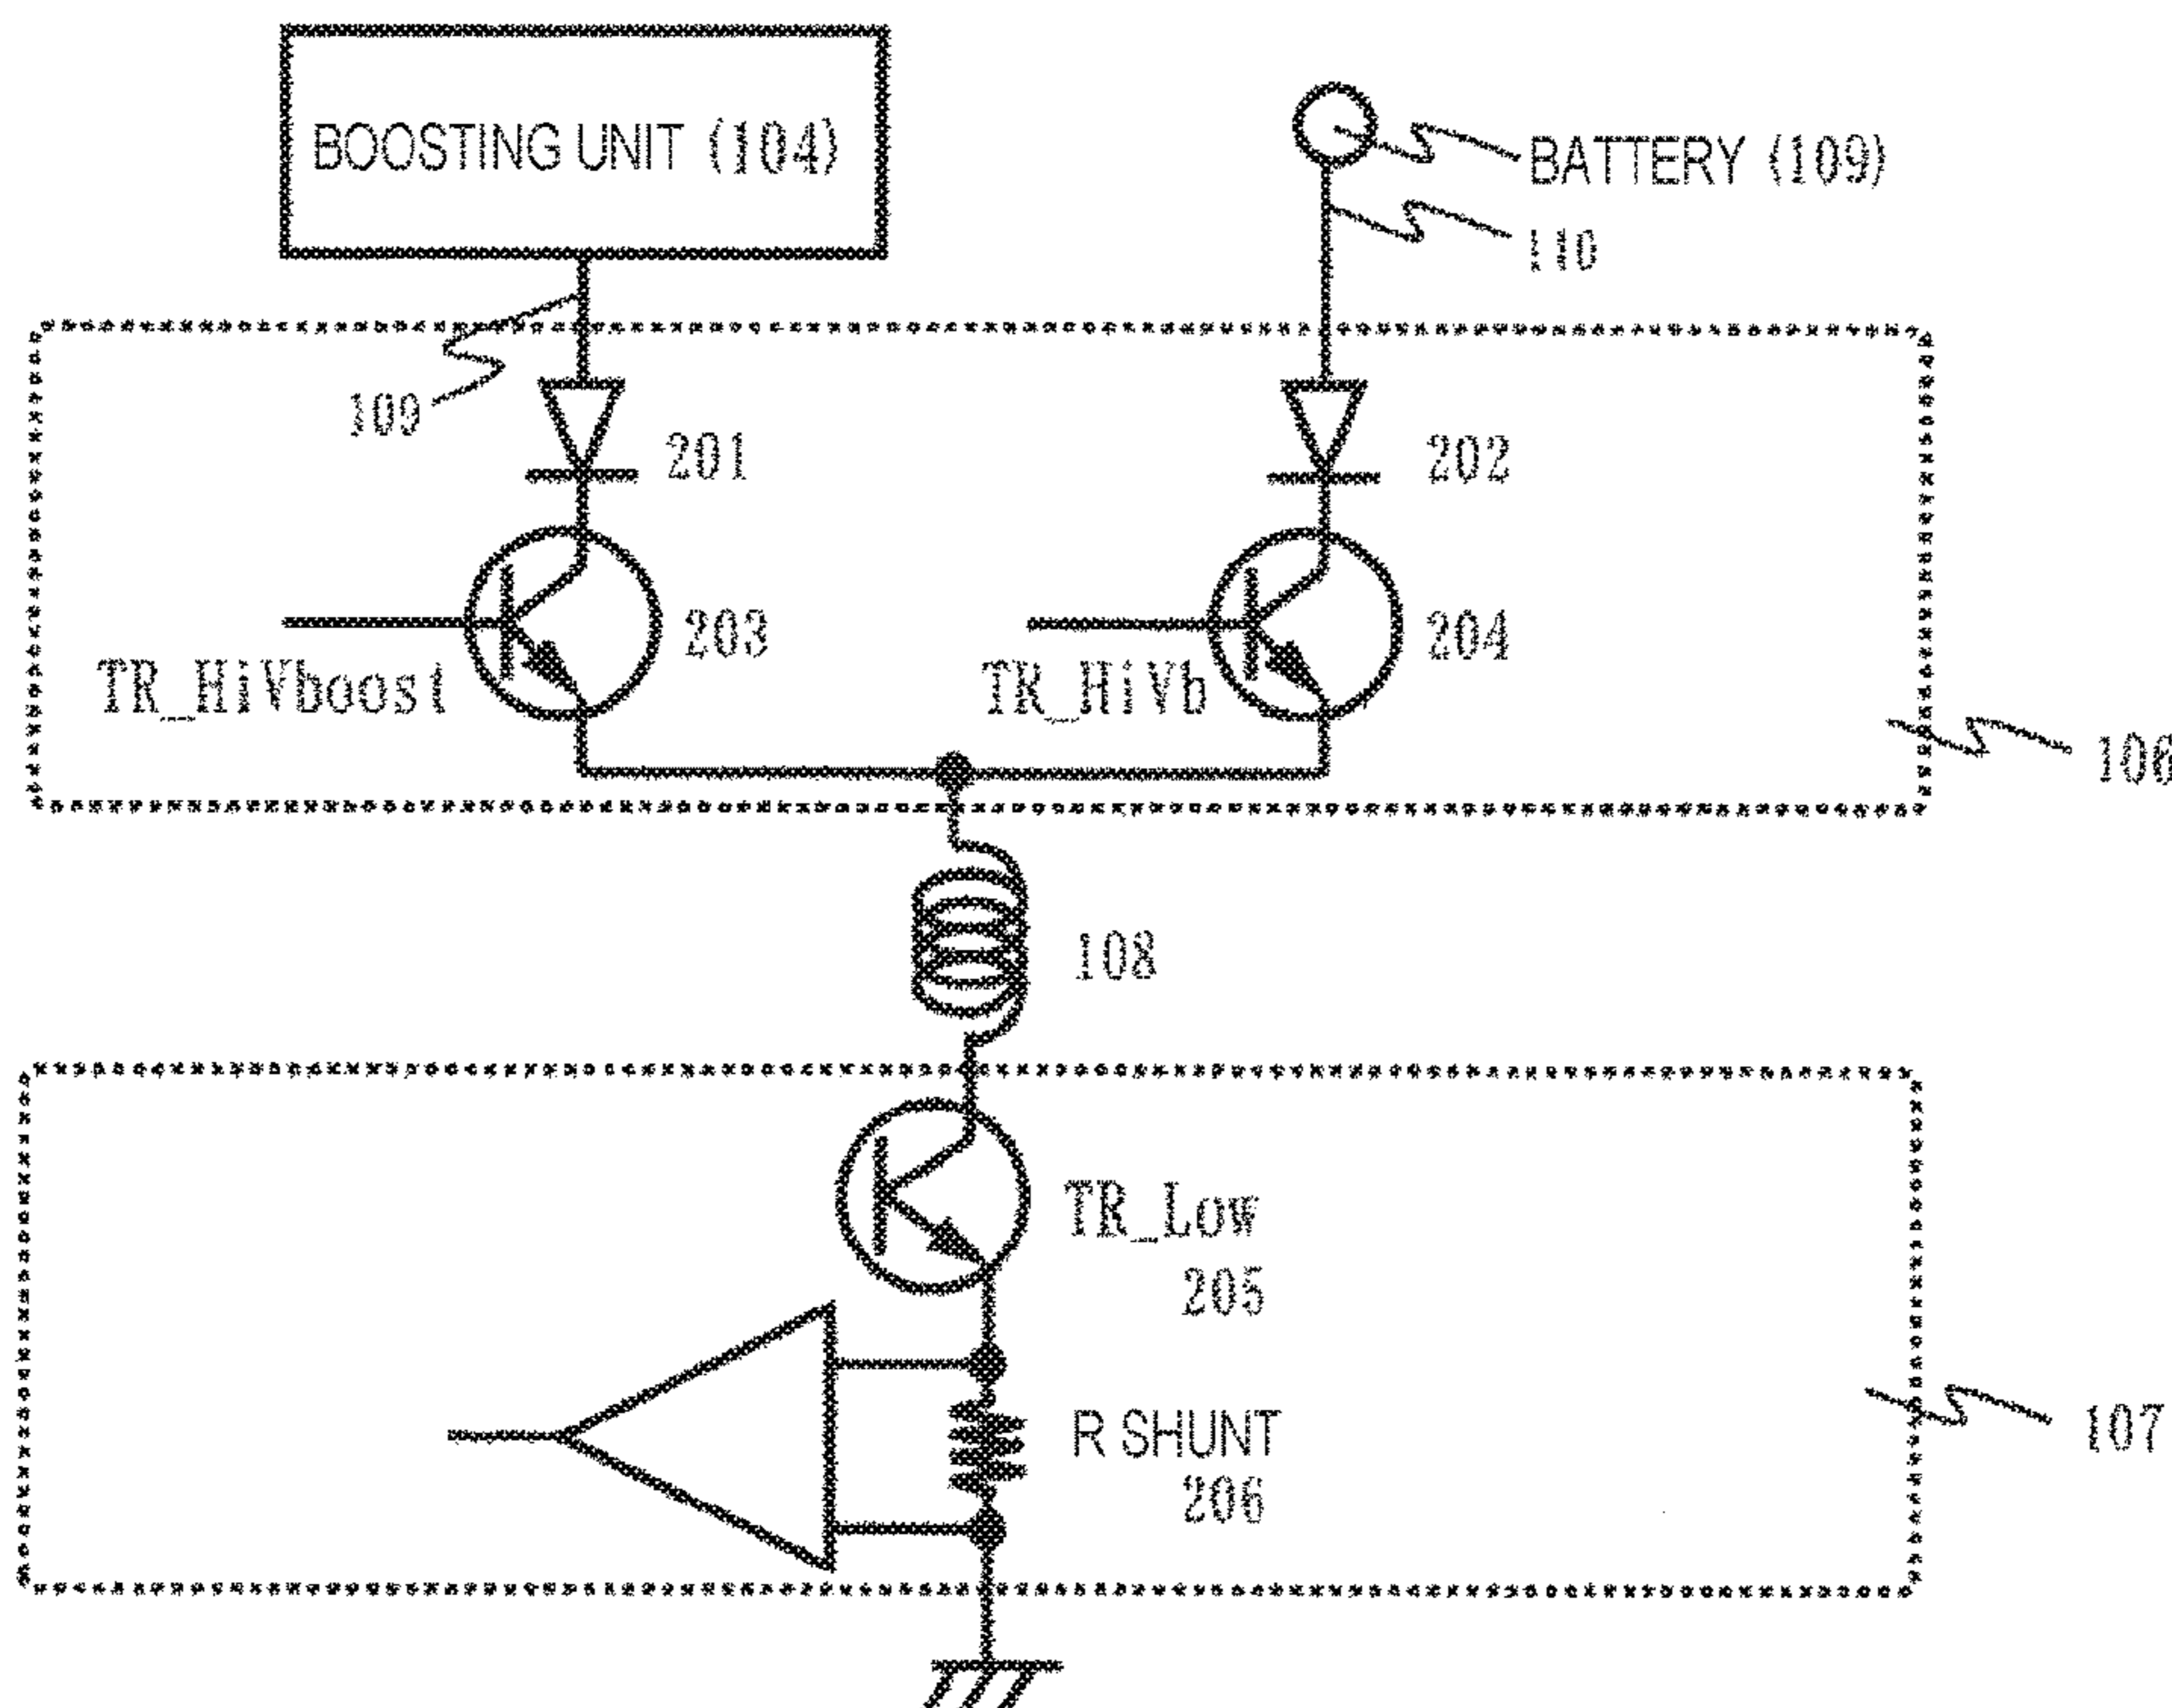 BOOSTING UNIT (104)
BATTERY (109)
110
109
201
202
203
204
TR_HiVboost
TR_HiVb
106
108
TR_Low
205
R SHUNT
206
107